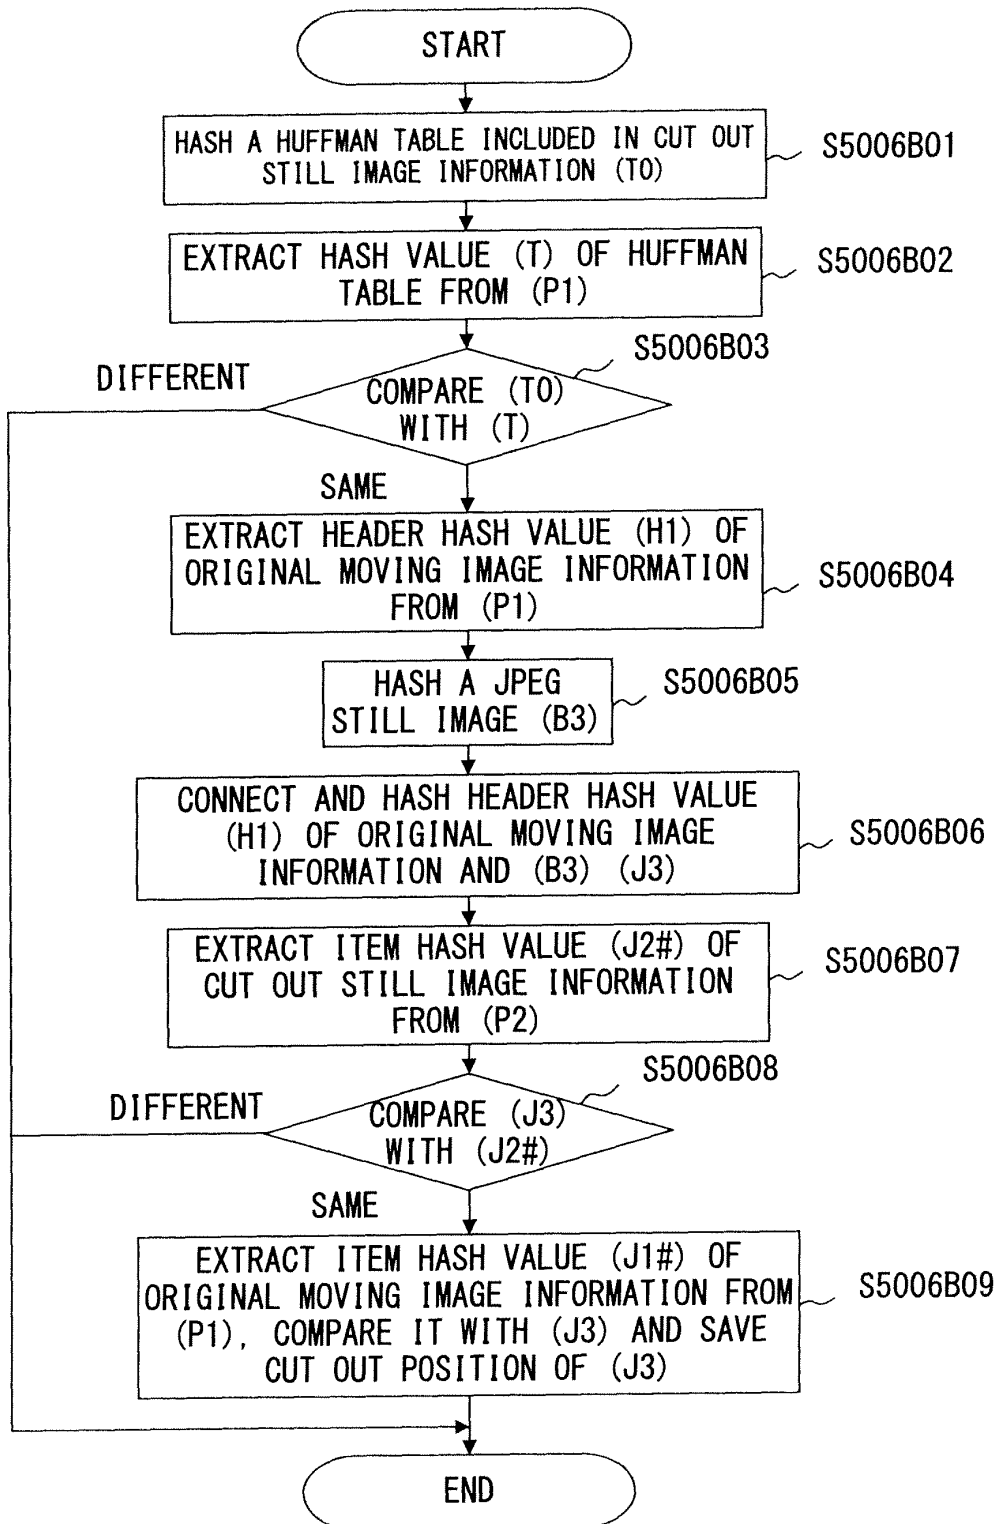 START
HASH A HUFFMAN TABLE INCLUDED IN CUT OUT
STILL IMAGE INFORMATION (T0)
S5006B01
EXTRACT HASH VALUE (T) OF HUFFMAN
TABLE FROM (P1)
S5006B02
S5006B03
DIFFERENT
COMPARE (T0)
WITH (T)
SAME
EXTRACT HEADER HASH VALUE (H1) OF
ORIGINAL MOVING IMAGE INFORMATION
FROM (P1)
S5006B04
HASH A JPEG
STILL IMAGE (B3)
S5006B05
CONNECT AND HASH HEADER HASH VALUE
(H1) OF ORIGINAL MOVING IMAGE
INFORMATION AND (B3) (J3)
S5006B06
EXTRACT ITEM HASH VALUE (J2#) OF
CUT OUT STILL IMAGE INFORMATION
FROM (P2)
S5006B07
S5006B08
DIFFERENT
COMPARE (J3)
WITH (J2#)
SAME
EXTRACT ITEM HASH VALUE (J1#) OF
ORIGINAL MOVING IMAGE INFORMATION FROM
(P1), COMPARE IT WITH (J3) AND SAVE
CUT OUT POSITION OF (J3)
S5006B09
END